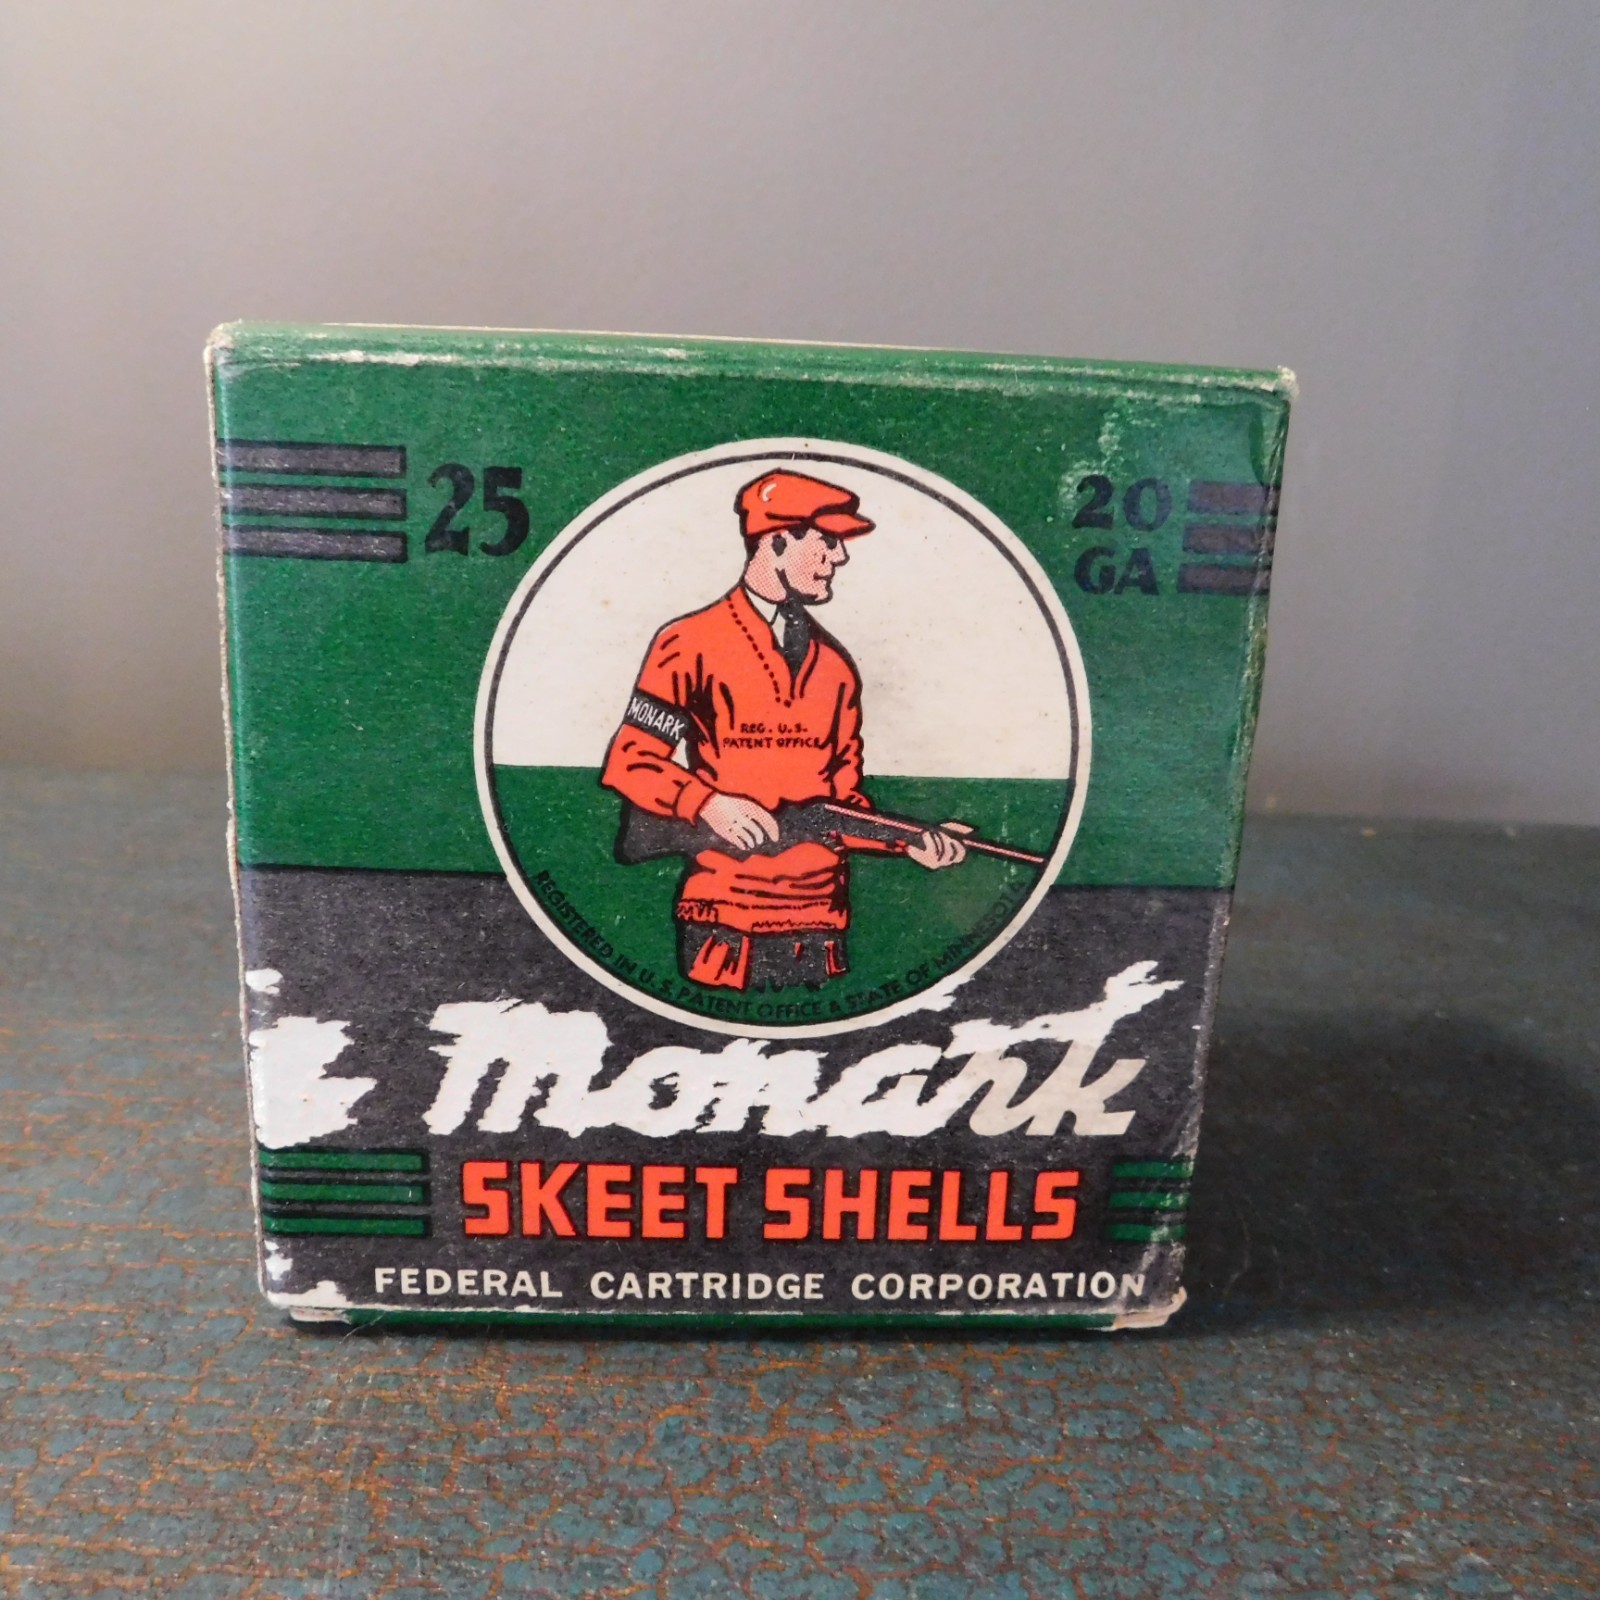 25
20
GA
MONARK
REG. U.S.
PATENT OFFICE
REGISTERED IN U.S. PATENT OFFICE & STATE OF MINNESOTA
Monark
SKEET SHELLS
FEDERAL CARTRIDGE CORPORATION